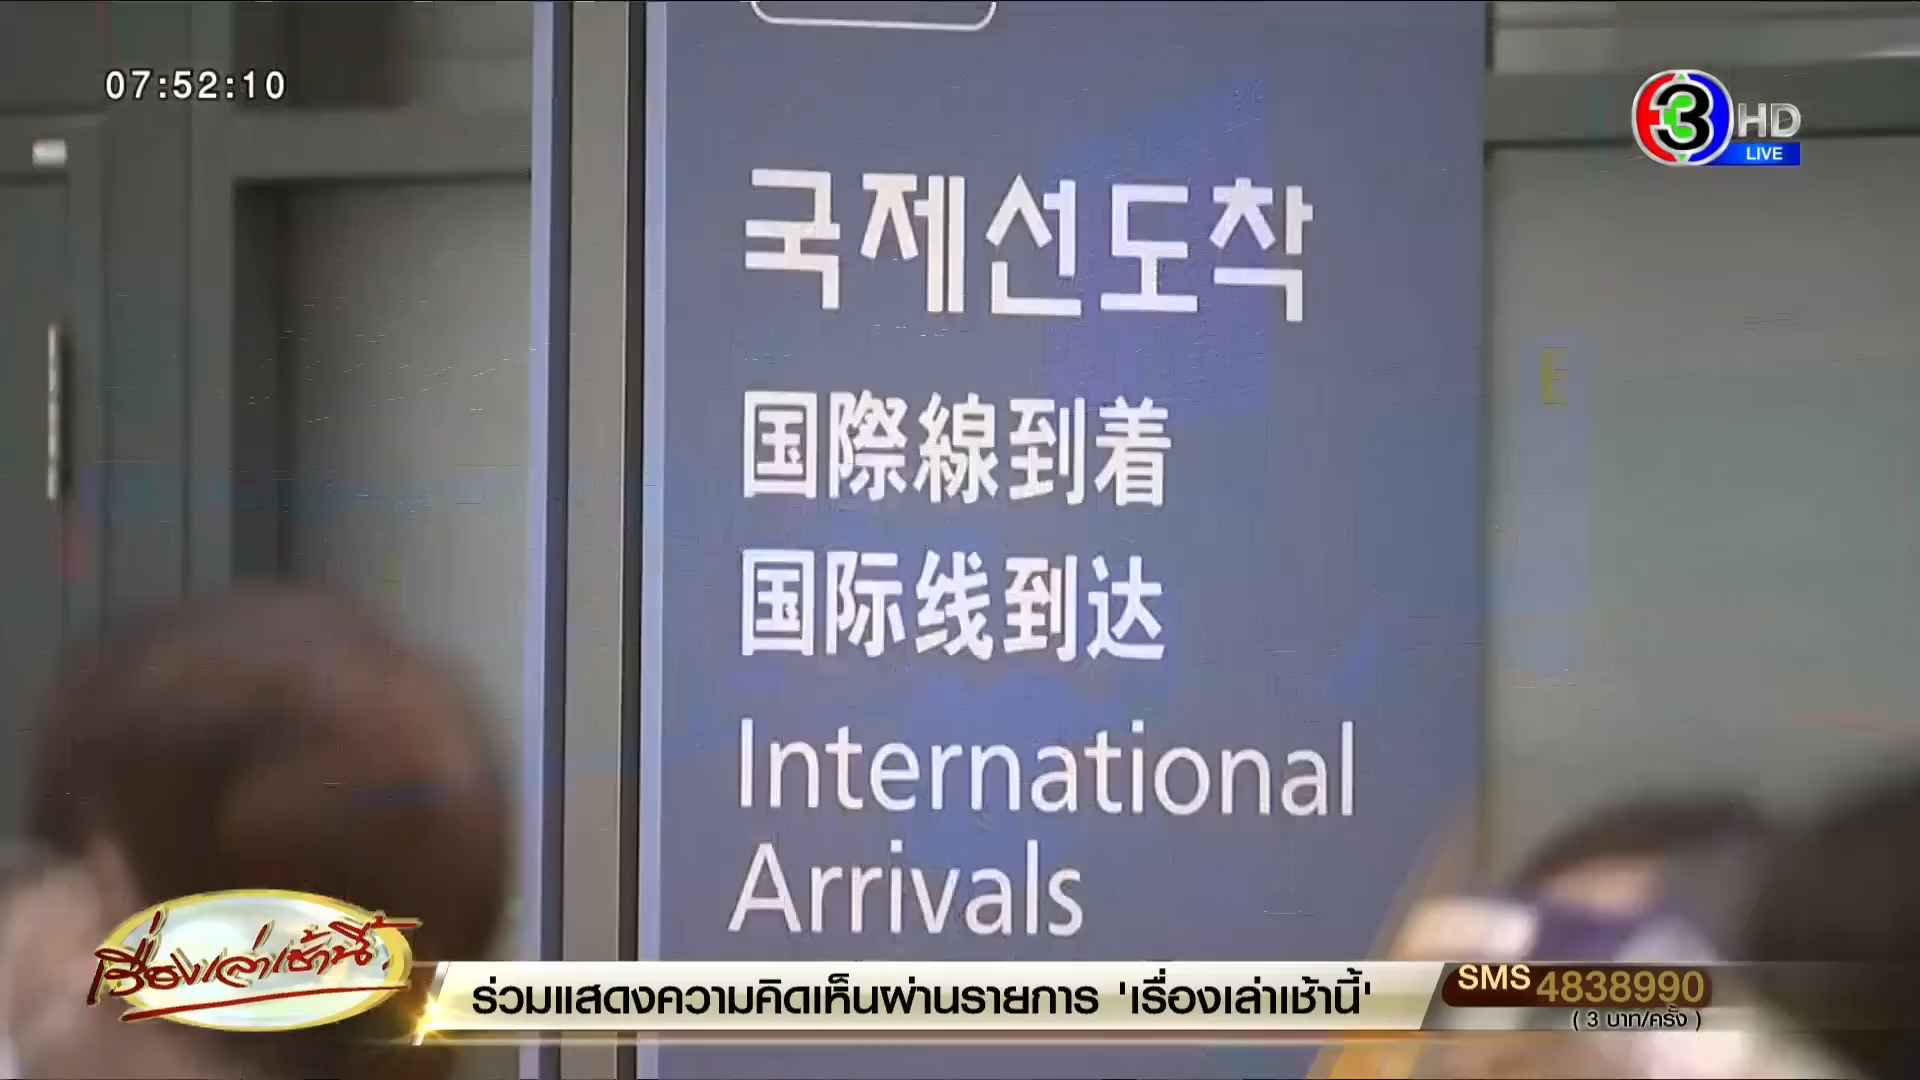 07:52:10
3 HD
LIVE
국제선도착
国際線到着
国际线到达
International
Arrivals
เรื่องเล่าเช้านี้
ร่วมแสดงความคิดเห็นผ่านรายการ 'เรื่องเล่าเช้านี้'
SMS 4838990
( 3 บาท/ครั้ง )